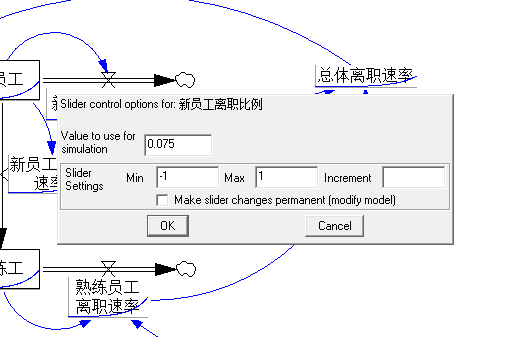 员工
总体离职速率
新
Slider control options for: 新员工离职比例
Value to use for
simulation
0.075
新员工
速率
Slider
Settings
Min
-1
Max
1
Increment
Make slider changes permanent (modify model)
OK
Cancel
练工
熟练员工
离职速率